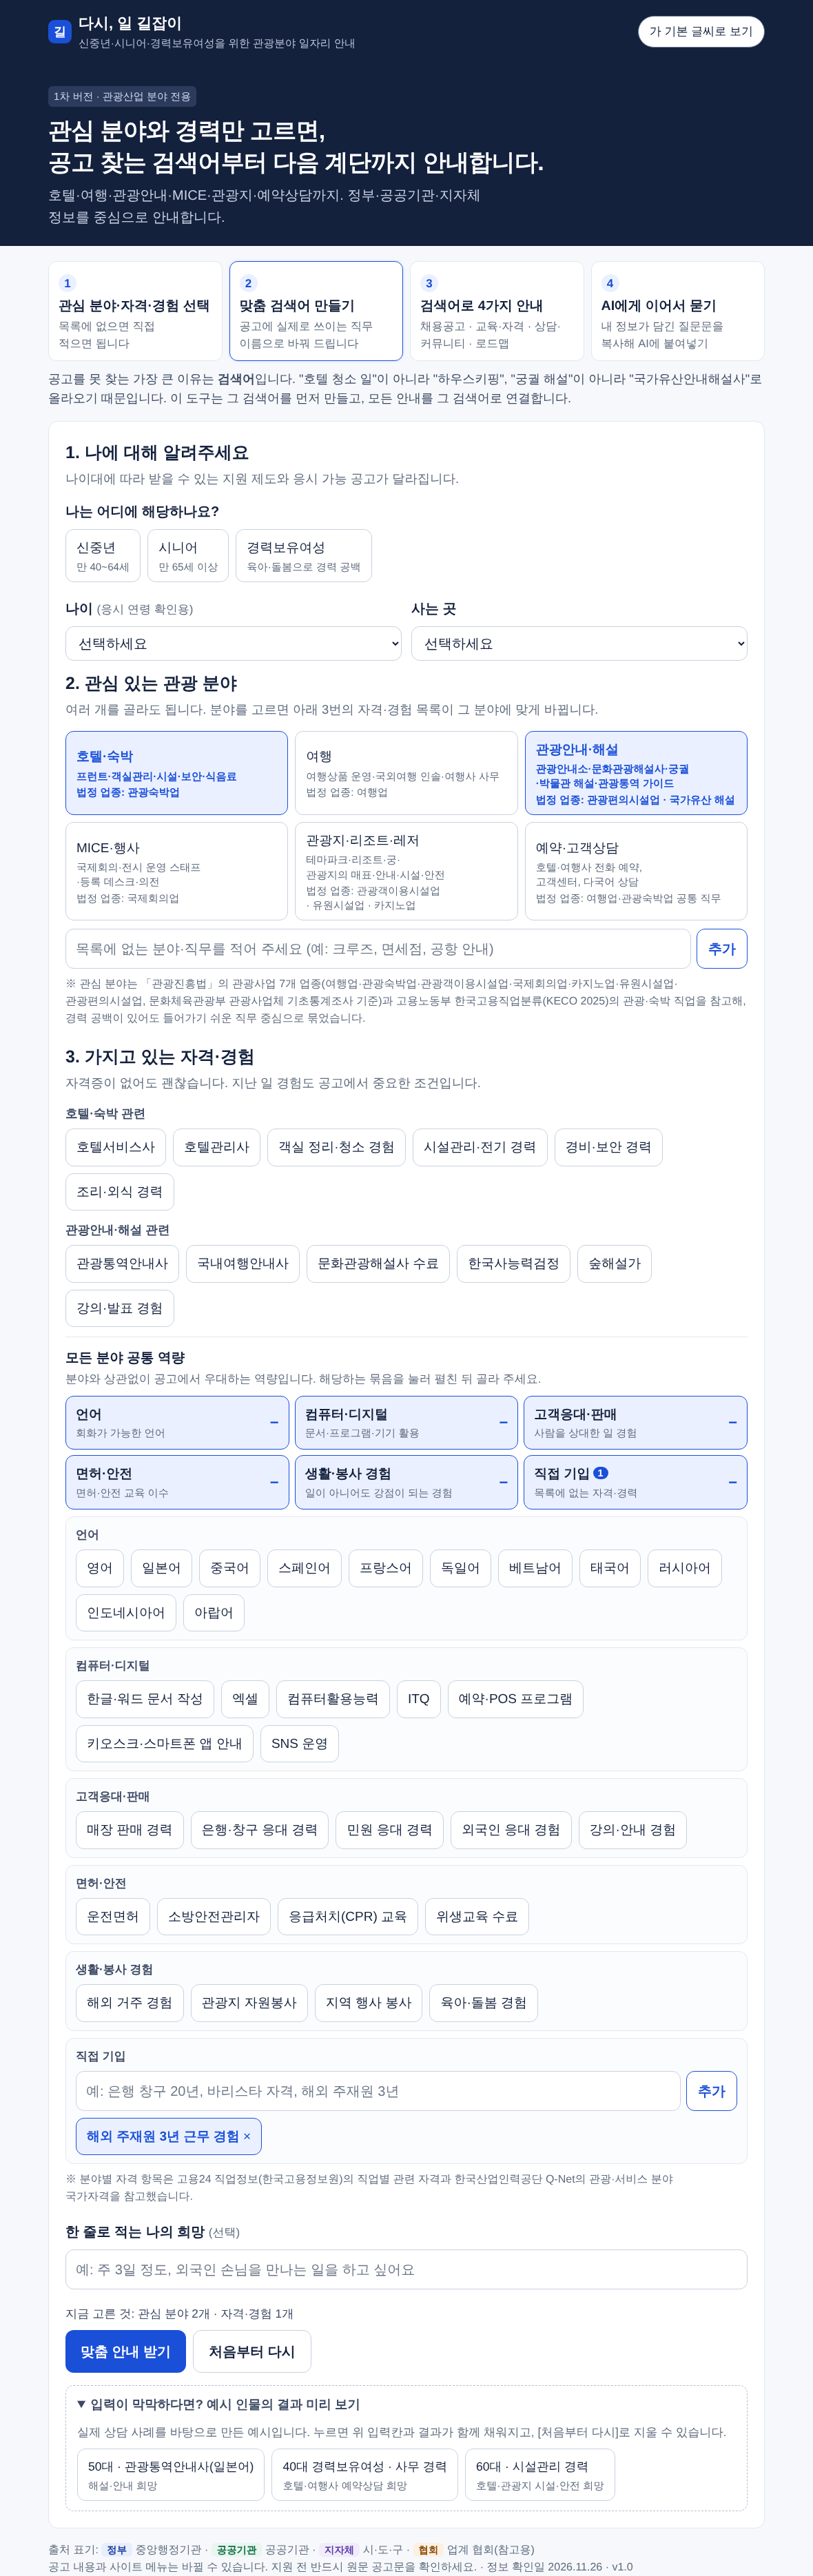 길
다시, 일 길잡이
신중년·시니어·경력보유여성을 위한 관광분야 일자리 안내
가 기본 글씨로 보기
1차 버전 · 관광산업 분야 전용
관심 분야와 경력만 고르면,
공고 찾는 검색어부터 다음 계단까지 안내합니다.
호텔·여행·관광안내·MICE·관광지·예약상담까지. 정부·공공기관·지자체
정보를 중심으로 안내합니다.
1
관심 분야·자격·경험 선택
목록에 없으면 직접
적으면 됩니다
2
맞춤 검색어 만들기
공고에 실제로 쓰이는 직무
이름으로 바꿔 드립니다
3
검색어로 4가지 안내
채용공고 · 교육·자격 · 상담·
커뮤니티 · 로드맵
4
AI에게 이어서 묻기
내 정보가 담긴 질문문을
복사해 AI에 붙여넣기
공고를 못 찾는 가장 큰 이유는 검색어입니다. "호텔 청소 일"이 아니라 "하우스키핑", "궁궐 해설"이 아니라 "국가유산안내해설사"로
올라오기 때문입니다. 이 도구는 그 검색어를 먼저 만들고, 모든 안내를 그 검색어로 연결합니다.
1. 나에 대해 알려주세요
나이대에 따라 받을 수 있는 지원 제도와 응시 가능 공고가 달라집니다.
나는 어디에 해당하나요?
신중년
만 40~64세
시니어
만 65세 이상
경력보유여성
육아·돌봄으로 경력 공백
나이 (응시 연령 확인용)
선택하세요
사는 곳
선택하세요
2. 관심 있는 관광 분야
여러 개를 골라도 됩니다. 분야를 고르면 아래 3번의 자격·경험 목록이 그 분야에 맞게 바뀝니다.
호텔·숙박
프런트·객실관리·시설·보안·식음료
법정 업종: 관광숙박업
여행
여행상품 운영·국외여행 인솔·여행사 사무
법정 업종: 여행업
관광안내·해설
관광안내소·문화관광해설사·궁궐
·박물관 해설·관광통역 가이드
법정 업종: 관광편의시설업 · 국가유산 해설
MICE·행사
국제회의·전시 운영 스태프
·등록 데스크·의전
법정 업종: 국제회의업
관광지·리조트·레저
테마파크·리조트·궁·
관광지의 매표·안내·시설·안전
법정 업종: 관광객이용시설업
· 유원시설업 · 카지노업
예약·고객상담
호텔·여행사 전화 예약,
고객센터, 다국어 상담
법정 업종: 여행업·관광숙박업 공통 직무
목록에 없는 분야·직무를 적어 주세요 (예: 크루즈, 면세점, 공항 안내)
추가
※ 관심 분야는 「관광진흥법」의 관광사업 7개 업종(여행업·관광숙박업·관광객이용시설업·국제회의업·카지노업·유원시설업·
관광편의시설업, 문화체육관광부 관광사업체 기초통계조사 기준)과 고용노동부 한국고용직업분류(KECO 2025)의 관광·숙박 직업을 참고해,
경력 공백이 있어도 들어가기 쉬운 직무 중심으로 묶었습니다.
3. 가지고 있는 자격·경험
자격증이 없어도 괜찮습니다. 지난 일 경험도 공고에서 중요한 조건입니다.
호텔·숙박 관련
호텔서비스사
호텔관리사
객실 정리·청소 경험
시설관리·전기 경력
경비·보안 경력
조리·외식 경력
관광안내·해설 관련
관광통역안내사
국내여행안내사
문화관광해설사 수료
한국사능력검정
숲해설가
강의·발표 경험
모든 분야 공통 역량
분야와 상관없이 공고에서 우대하는 역량입니다. 해당하는 묶음을 눌러 펼친 뒤 골라 주세요.
언어
회화가 가능한 언어
−
컴퓨터·디지털
문서·프로그램·기기 활용
−
고객응대·판매
사람을 상대한 일 경험
−
면허·안전
면허·안전 교육 이수
−
생활·봉사 경험
일이 아니어도 강점이 되는 경험
−
직접 기입 1
목록에 없는 자격·경력
−
언어
영어
일본어
중국어
스페인어
프랑스어
독일어
베트남어
태국어
러시아어
인도네시아어
아랍어
컴퓨터·디지털
한글·워드 문서 작성
엑셀
컴퓨터활용능력
ITQ
예약·POS 프로그램
키오스크·스마트폰 앱 안내
SNS 운영
고객응대·판매
매장 판매 경력
은행·창구 응대 경력
민원 응대 경력
외국인 응대 경험
강의·안내 경험
면허·안전
운전면허
소방안전관리자
응급처치(CPR) 교육
위생교육 수료
생활·봉사 경험
해외 거주 경험
관광지 자원봉사
지역 행사 봉사
육아·돌봄 경험
직접 기입
예: 은행 창구 20년, 바리스타 자격, 해외 주재원 3년
추가
해외 주재원 3년 근무 경험 ×
※ 분야별 자격 항목은 고용24 직업정보(한국고용정보원)의 직업별 관련 자격과 한국산업인력공단 Q-Net의 관광·서비스 분야
국가자격을 참고했습니다.
한 줄로 적는 나의 희망 (선택)
예: 주 3일 정도, 외국인 손님을 만나는 일을 하고 싶어요
지금 고른 것: 관심 분야 2개 · 자격·경험 1개
맞춤 안내 받기
처음부터 다시
▼ 입력이 막막하다면? 예시 인물의 결과 미리 보기
실제 상담 사례를 바탕으로 만든 예시입니다. 누르면 위 입력칸과 결과가 함께 채워지고, [처음부터 다시]로 지울 수 있습니다.
50대 · 관광통역안내사(일본어)
해설·안내 희망
40대 경력보유여성 · 사무 경력
호텔·여행사 예약상담 희망
60대 · 시설관리 경력
호텔·관광지 시설·안전 희망
출처 표기: 정부 중앙행정기관 · 공공기관 공공기관 · 지자체 시·도·구 · 협회 업계 협회(참고용)
공고 내용과 사이트 메뉴는 바뀔 수 있습니다. 지원 전 반드시 원문 공고문을 확인하세요. · 정보 확인일 2026.11.26 · v1.0